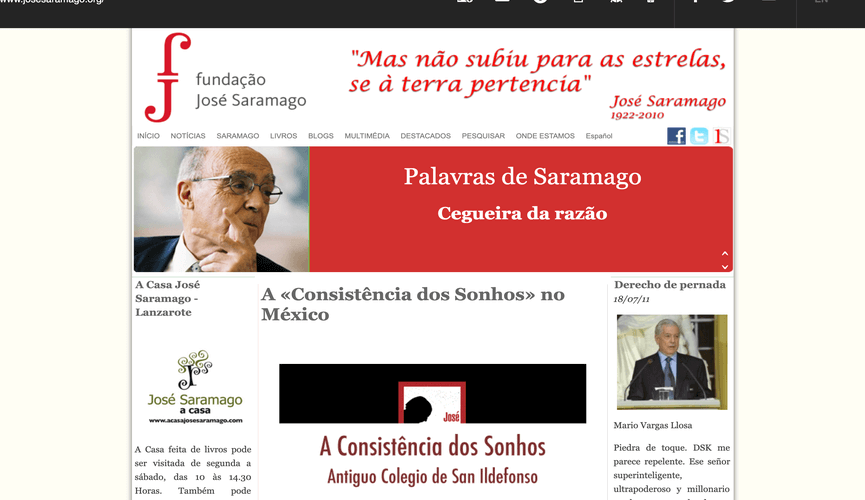 www.josesaramago.org/
EN
fundação
José Saramago
"Mas não subiu para as estrelas,
se à terra pertencia"
José Saramago
1922-2010
INÍCIO NOTÍCIAS SARAMAGO LIVROS BLOGS MULTIMÉDIA DESTACADOS PESQUISAR ONDE ESTAMOS Español
Palavras de Saramago
Cegueira da razão
A Casa José
Saramago -
Lanzarote
José Saramago
a casa
www.acasajosesaramago.com
A Casa feita de livros pode
ser visitada de segunda a
sábado, das 10 às 14.30
Horas. Também pode
A «Consistência dos Sonhos» no
México
José
A Consistência dos Sonhos
Antiguo Colegio de San Ildefonso
Derecho de pernada
18/07/11
Mario Vargas Llosa
Piedra de toque. DSK me
parece repelente. Ese señor
superinteligente,
ultrapoderoso y millonario